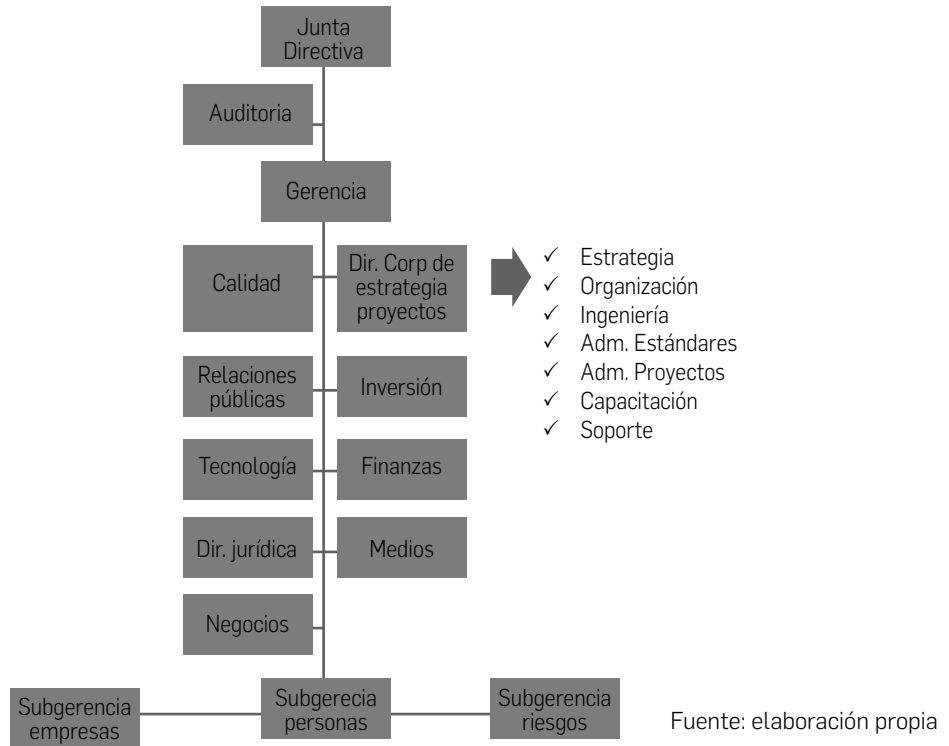 Junta
Directiva
Auditoria
Gerencia
Calidad
Dir. Corp de
estrategia
proyectos
✓ Estrategia
✓ Organización
✓ Ingeniería
✓ Adm. Estándares
✓ Adm. Proyectos
✓ Capacitación
✓ Soporte
Relaciones
públicas
Inversión
Tecnología
Finanzas
Dir. jurídica
Medios
Negocios
Subgerencia
empresas
Subgerecia
personas
Subgerencia
riesgos
Fuente: elaboración propia